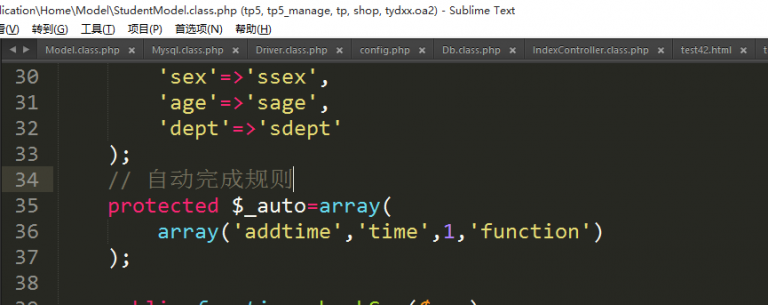 lication\Home\Model\StudentModel.class.php (tp5, tp5_manage, tp, shop, tydxx.oa2) - Sublime Text
看(V) 转到(G) 工具(T) 项目(P) 首选项(N) 帮助(H)
Model.class.php × Mysql.class.php × Driver.class.php × config.php × Db.class.php × IndexController.class.php × test42.html ×
30 'sex'=>'ssex',
31 'age'=>'sage',
32 'dept'=>'sdept'
33 );
34 // 自动完成规则
35 protected $_auto=array(
36 array('addtime','time',1,'function')
37 );
38